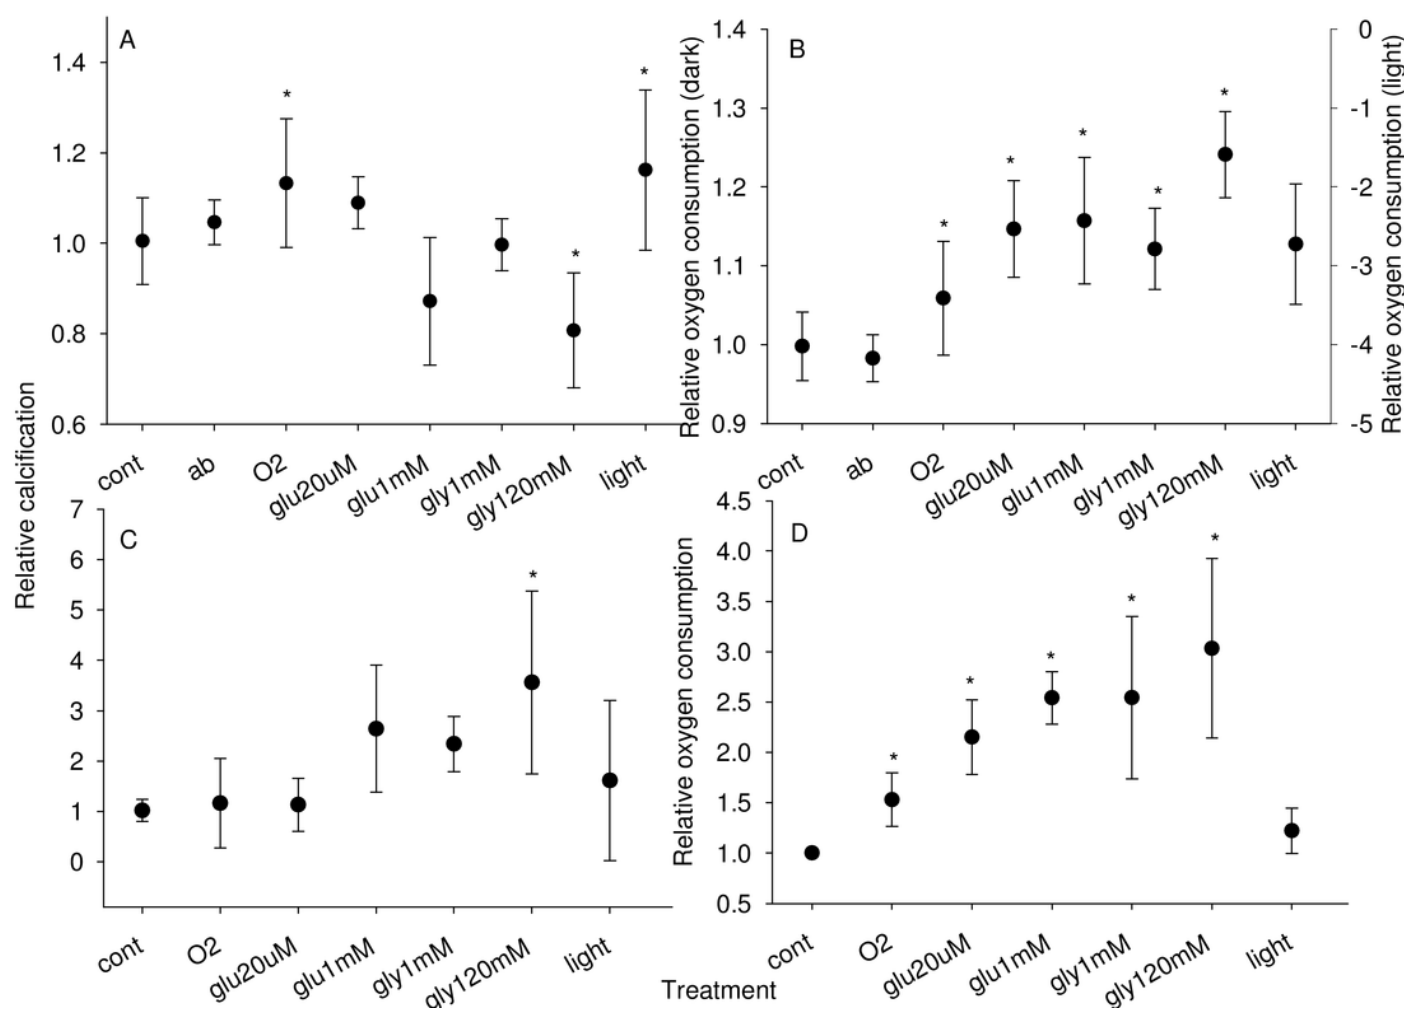 A
*
*
*
1.4
1.2
1.0
0.8
0.6
cont
ab
O2
glu20uM
glu1mM
gly1mM
gly120mM
light
B
*
*
*
*
*
1.4
1.3
1.2
1.1
1.0
0.9
Relative oxygen consumption (dark)
0
-1
-2
-3
-4
-5
Relative oxygen consumption (light)
cont
ab
O2
glu20uM
glu1mM
gly1mM
gly120mM
light
Relative calcification
C
*
7
6
5
4
3
2
1
0
cont
O2
glu20uM
glu1mM
gly1mM
gly120mM
light
D
*
*
*
*
*
4.5
4.0
3.5
3.0
2.5
2.0
1.5
1.0
0.5
Relative oxygen consumption
cont
O2
glu20uM
glu1mM
gly1mM
gly120mM
light
Treatment